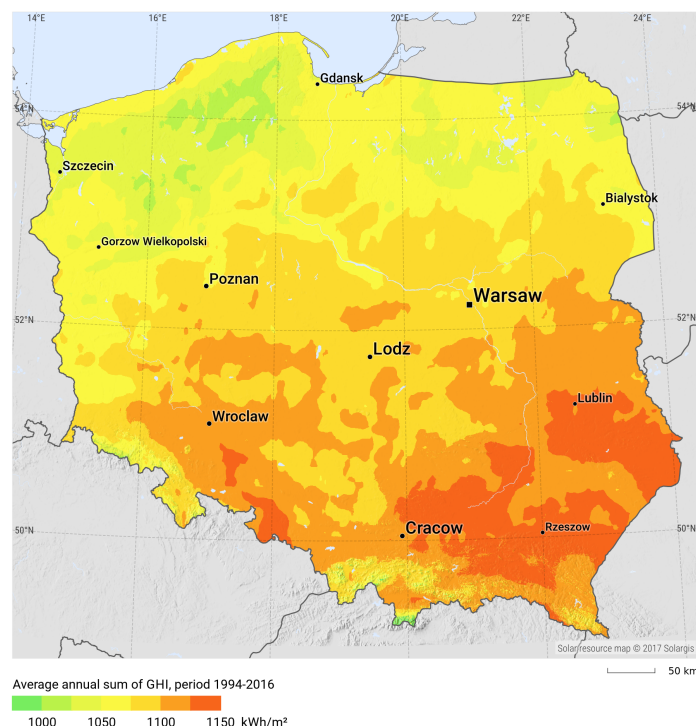 14°E 16°E 18°E 20°E 22°E 24°E
Gdansk
54°N 54°N
Szczecin
Bialystok
Gorzow Wielkopolski
Poznan
Warsaw
52°N 52°N
Lodz
Lublin
Wroclaw
50°N Cracow Rzeszow 50°N
Solar resource map © 2017 Solargis
50 km
Average annual sum of GHI, period 1994-2016
1000 1050 1100 1150 kWh/m²